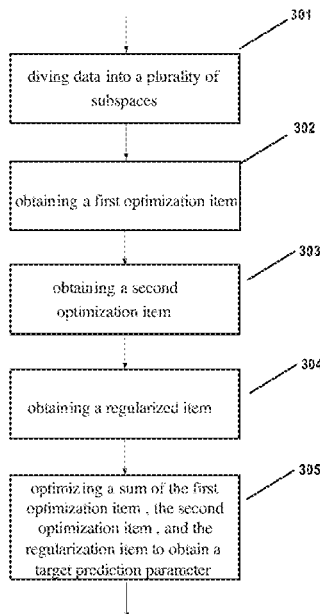 301
diving data into a plurality of
subspaces
302
obtaining a first optimization item
303
obtaining a second
optimization item
304
obtaining a regularized item
305
optimizing a sum of the first
optimization item , the second
optimization item , and the
regularization item to obtain a
target prediction parameter